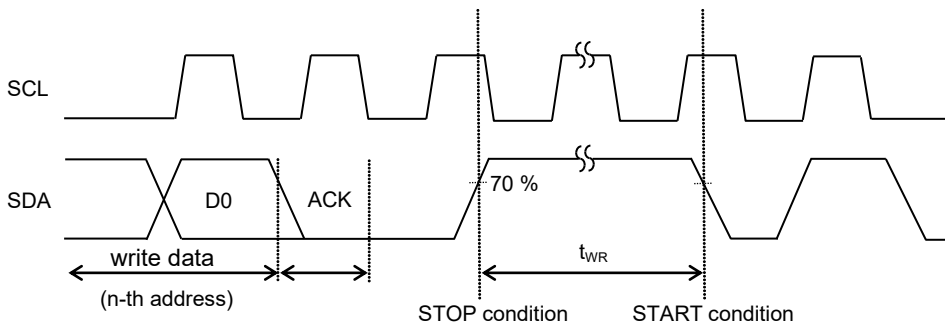 SCL
SDA
D0
ACK
70 %
write data
(n-th address)
tWR
STOP condition
START condition